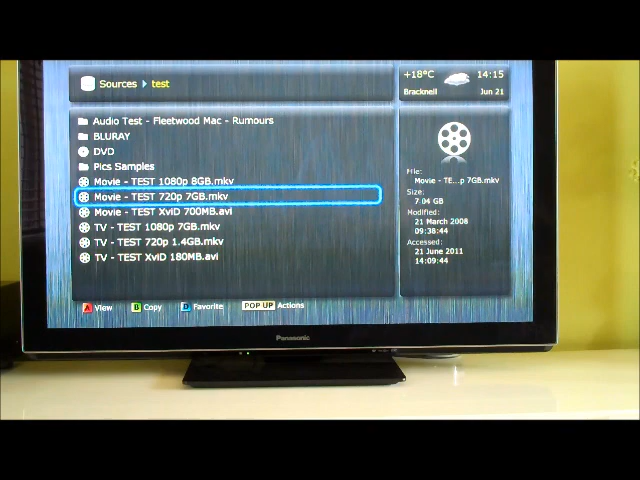 Sources test
+18°C 14:15
Bracknell Jun 21
Audio Test - Fleetwood Mac - Rumours
BLURAY
DVD
Pics Samples
Movie - TEST 1080p 8GB.mkv
Movie - TEST 720p 7GB.mkv
Movie - TEST XviD 700MB.avi
TV - TEST 1080p 7GB.mkv
TV - TEST 720p 1.4GB.mkv
TV - TEST XviD 180MB.avi
File:
Movie - TE...p 7GB.mkv
Size:
7.04 GB
Modified:
21 March 2008
09:38:44
Accessed:
21 June 2011
14:09:44
A View B Copy D Favorite POP UP Actions
Panasonic